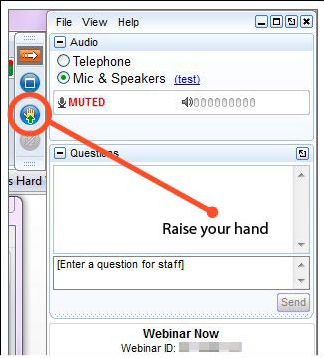 File View Help
Audio
Telephone
Mic & Speakers (test)
MUTED
Questions
s Hard
Raise your hand
[Enter a question for staff]
Send
Webinar Now
Webinar ID: